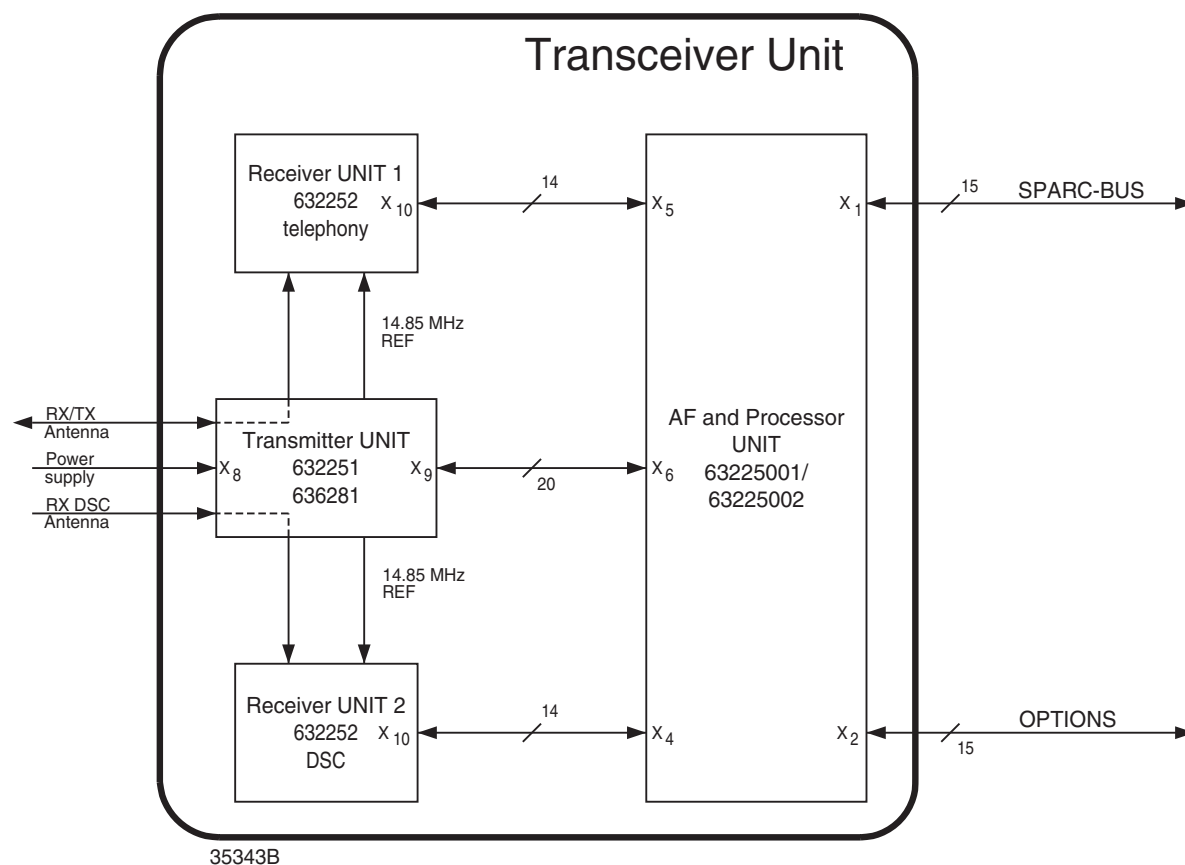 Transceiver Unit
Receiver UNIT 1
632252
telephony
X10
14
X5
X1
15
SPARC-BUS
14.85 MHz
REF
RX/TX
Antenna
Power
supply
RX DSC
Antenna
X8
Transmitter UNIT
632251
636281
X9
20
X6
AF and Processor
UNIT
63225001/
63225002
14.85 MHz
REF
Receiver UNIT 2
632252
DSC
X10
14
X4
X2
15
OPTIONS
35343B